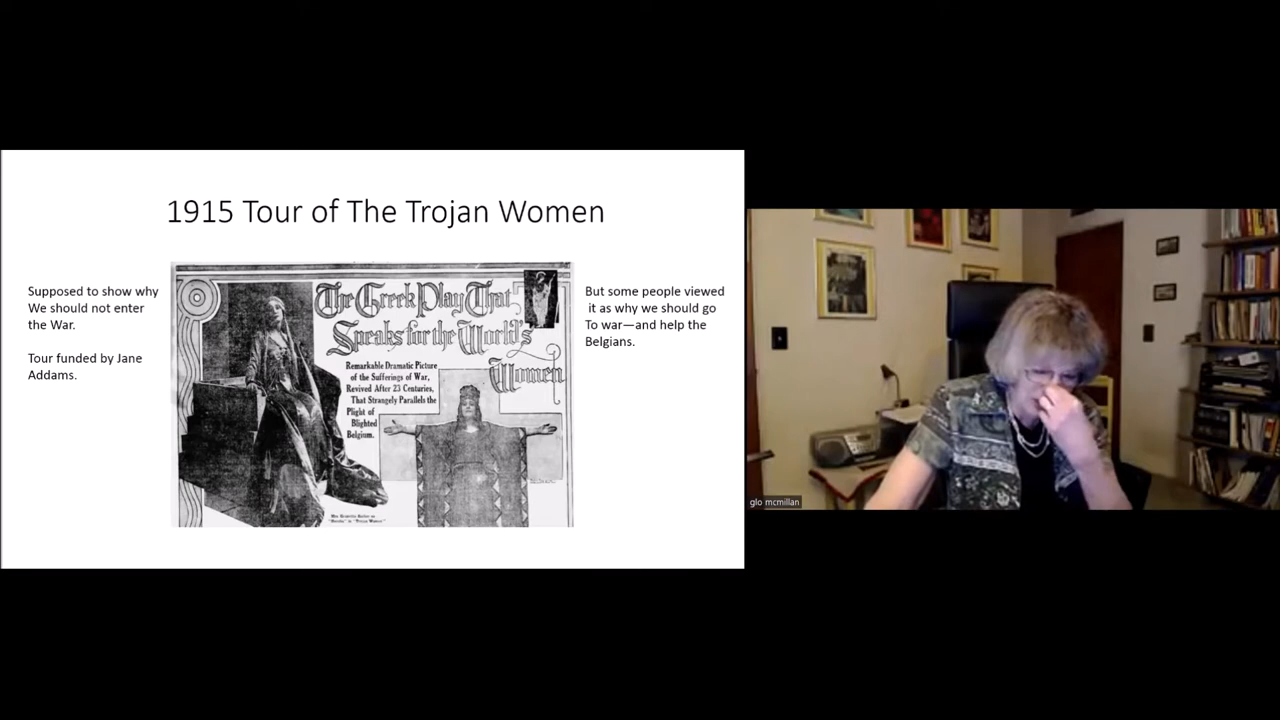 1915 Tour of The Trojan Women
Supposed to show why
We should not enter
the War.
Tour funded by Jane
Addams.
The Greek Play That
Speaks for the World's
Women
Remarkable Dramatic Picture
of the Sufferings of War,
Revived After 23 Centuries,
That Strangely Parallels the
Plight of
Blighted
Belgium.
But some people viewed
it as why we should go
To war—and help the
Belgians.
glo mcmillan